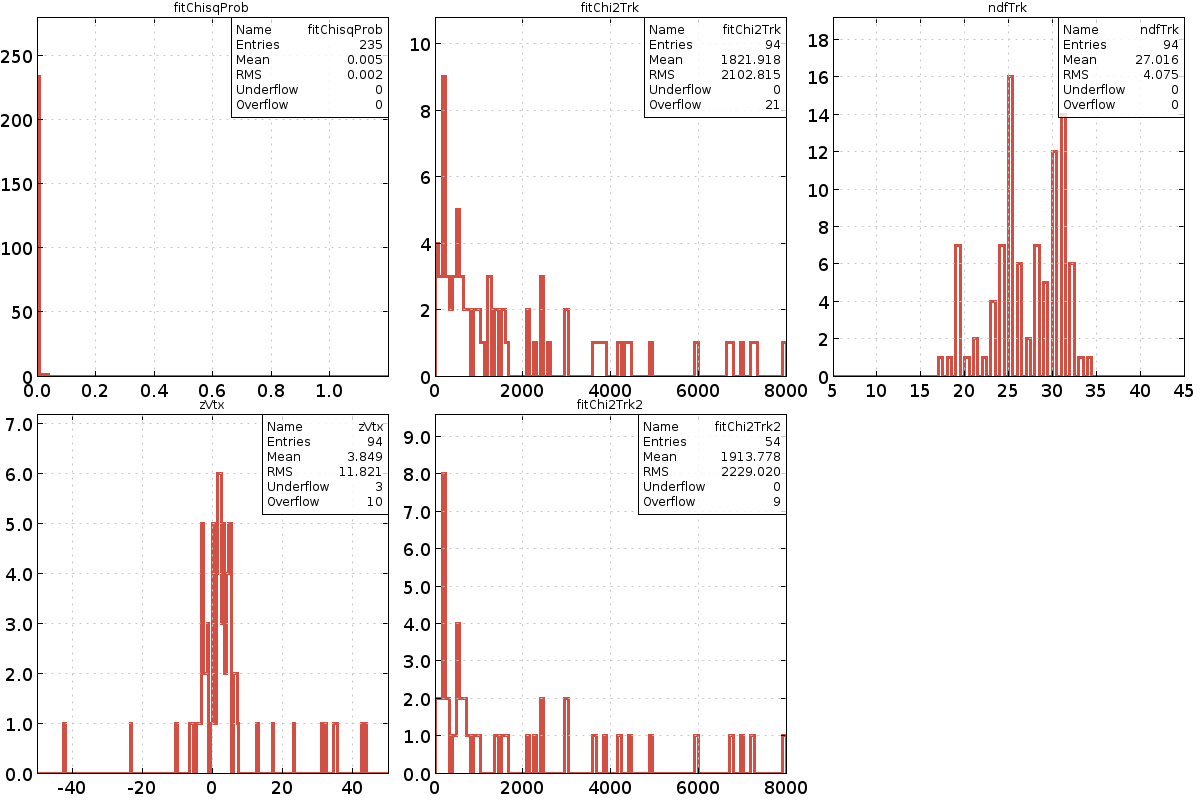 fitChisqProb
Name fitChisqProb
Entries 235
Mean 0.005
RMS 0.002
Underflow 0
Overflow 0
250
200
150
100
50
0
0.0 0.2 0.4 0.6 0.8 1.0
fitChi2Trk
Name fitChi2Trk
Entries 94
Mean 1821.918
RMS 2102.815
Underflow 0
Overflow 21
10
8
6
4
2
0
0 2000 4000 6000 8000
ndfTrk
Name ndfTrk
Entries 94
Mean 27.016
RMS 4.075
Underflow 0
Overflow 0
18
16
14
12
10
8
6
4
2
0
5 10 15 20 25 30 35 40 45
zVtx
Name zVtx
Entries 94
Mean 3.849
RMS 11.821
Underflow 3
Overflow 10
7.0
6.0
5.0
4.0
3.0
2.0
1.0
0.0
-40 -20 0 20 40
fitChi2Trk2
Name fitChi2Trk2
Entries 54
Mean 1913.778
RMS 2229.020
Underflow 0
Overflow 9
9.0
8.0
7.0
6.0
5.0
4.0
3.0
2.0
1.0
0.0
0 2000 4000 6000 8000